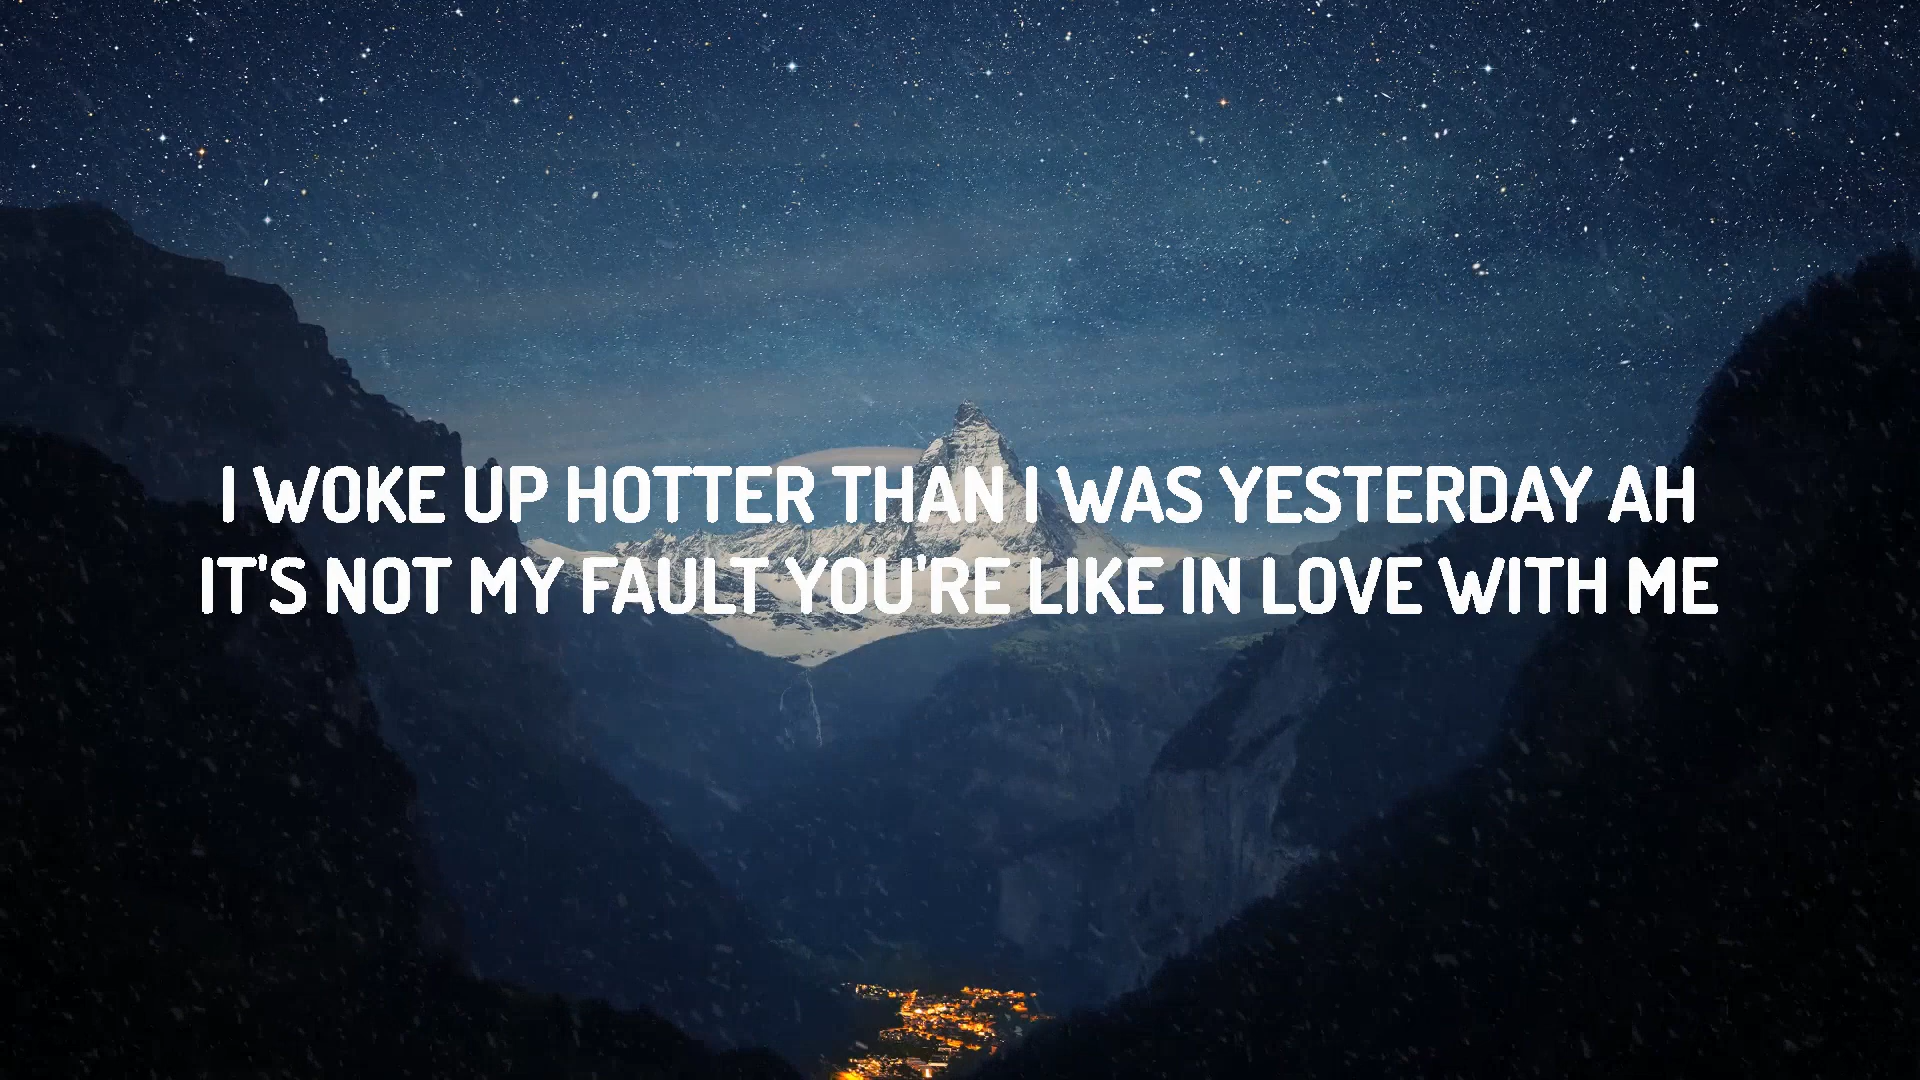 I WOKE UP HOTTER THAN I WAS YESTERDAY AH
IT'S NOT MY FAULT YOU'RE LIKE IN LOVE WITH ME